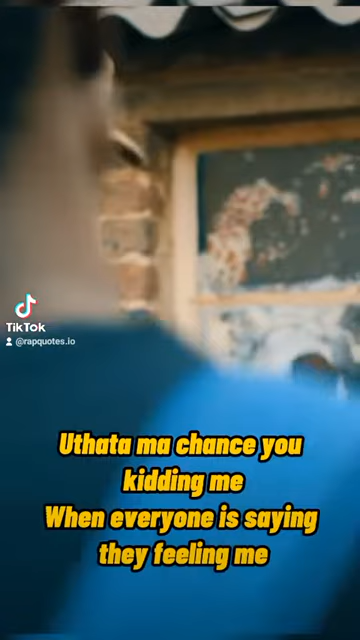 TikTok
@rapquotes.io
Uthata ma chance you
kidding me
When everyone is saying
they feeling me